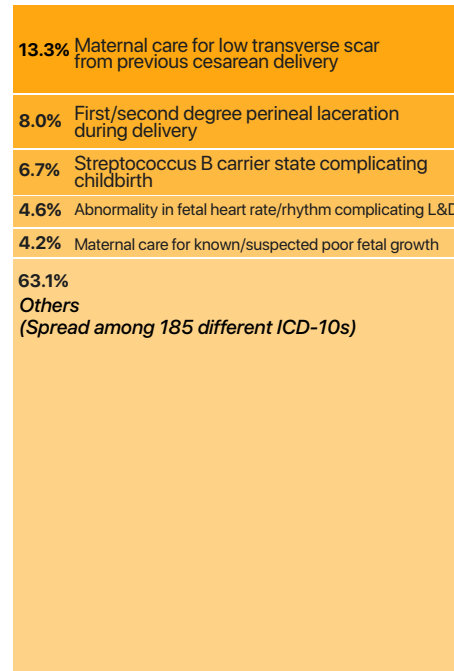 13.3% Maternal care for low transverse scar
from previous cesarean delivery
8.0% First/second degree perineal laceration
during delivery
6.7% Streptococcus B carrier state complicating
childbirth
4.6% Abnormality in fetal heart rate/rhythm complicating L&D
4.2% Maternal care for known/suspected poor fetal growth
63.1%
Others
(Spread among 185 different ICD-10s)